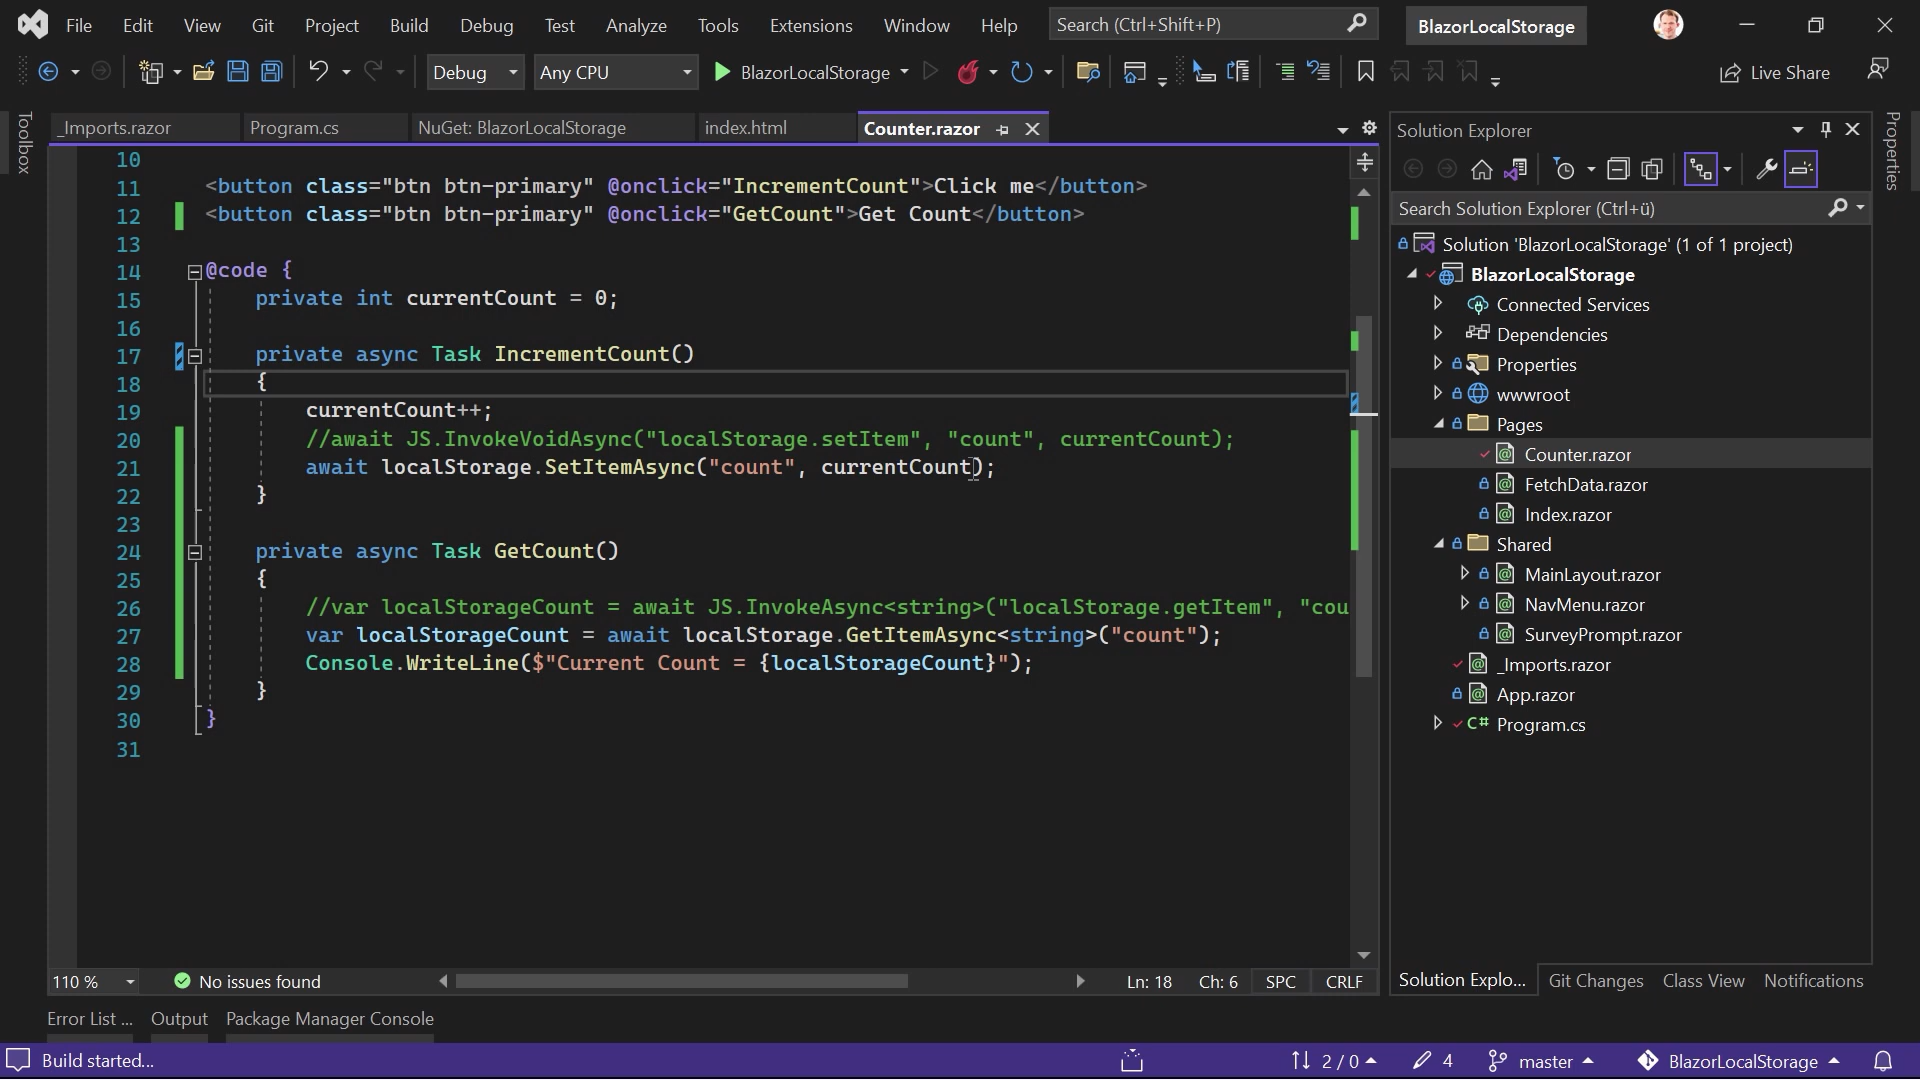 File Edit View Git Project Build Debug Test Analyze Tools Extensions Window Help Search (Ctrl+Shift+P) BlazorLocalStorage
Debug Any CPU BlazorLocalStorage Live Share
Toolbox
_Imports.razor Program.cs NuGet: BlazorLocalStorage index.html Counter.razor
10
11 <button class="btn btn-primary" @onclick="IncrementCount">Click me</button>
12 <button class="btn btn-primary" @onclick="GetCount">Get Count</button>
13
14 @code {
15 private int currentCount = 0;
16
17 private async Task IncrementCount()
18 {
19 currentCount++;
20 //await JS.InvokeVoidAsync("localStorage.setItem", "count", currentCount);
21 await localStorage.SetItemAsync("count", currentCount);
22 }
23
24 private async Task GetCount()
25 {
26 //var localStorageCount = await JS.InvokeAsync<string>("localStorage.getItem", "cou
27 var localStorageCount = await localStorage.GetItemAsync<string>("count");
28 Console.WriteLine($"Current Count = {localStorageCount}");
29 }
30 }
31
110 % No issues found Ln: 18 Ch: 6 SPC CRLF
Solution Explorer
Search Solution Explorer (Ctrl+ü)
Solution 'BlazorLocalStorage' (1 of 1 project)
BlazorLocalStorage
Connected Services
Dependencies
Properties
wwwroot
Pages
Counter.razor
FetchData.razor
Index.razor
Shared
MainLayout.razor
NavMenu.razor
SurveyPrompt.razor
_Imports.razor
App.razor
C# Program.cs
Solution Explo... Git Changes Class View Notifications
Properties
Error List ... Output Package Manager Console
Build started... 2 / 0 4 master BlazorLocalStorage